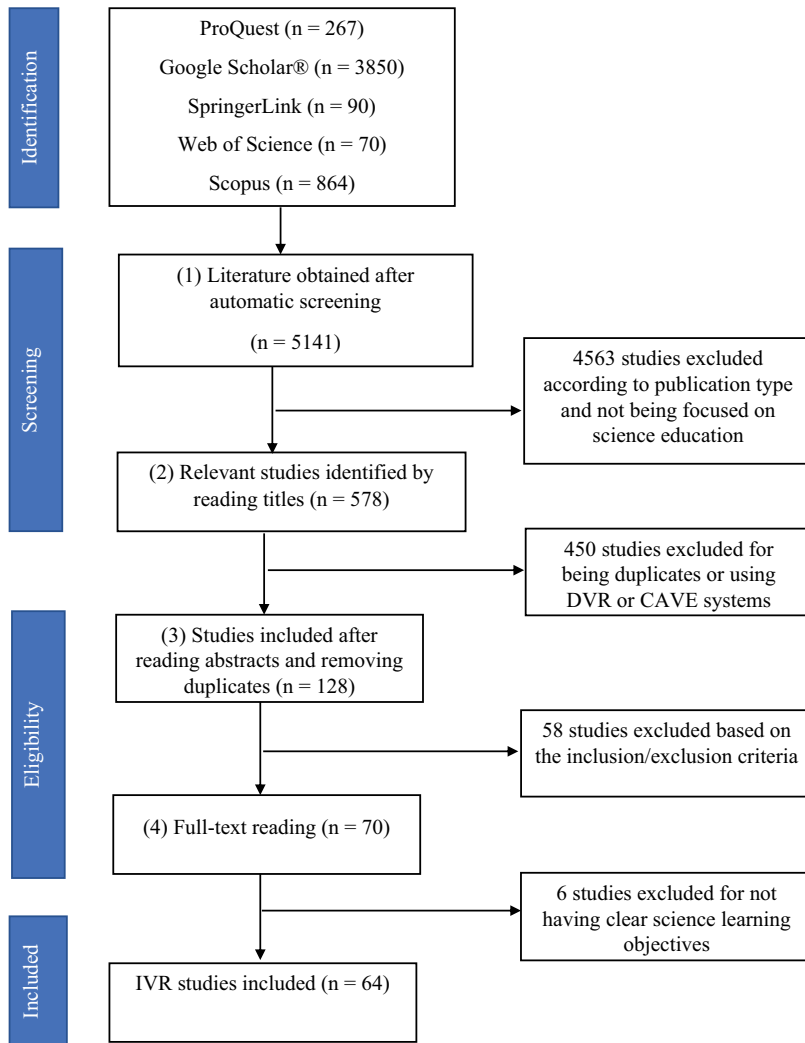 Identification
ProQuest (n = 267)
Google Scholar® (n = 3850)
SpringerLink (n = 90)
Web of Science (n = 70)
Scopus (n = 864)
Screening
(1) Literature obtained after
automatic screening
(n = 5141)
4563 studies excluded
according to publication type
and not being focused on
science education
(2) Relevant studies identified by
reading titles (n = 578)
450 studies excluded for
being duplicates or using
DVR or CAVE systems
Eligibility
(3) Studies included after
reading abstracts and removing
duplicates (n = 128)
58 studies excluded based on
the inclusion/exclusion criteria
(4) Full-text reading (n = 70)
6 studies excluded for not
having clear science learning
objectives
Included
IVR studies included (n = 64)